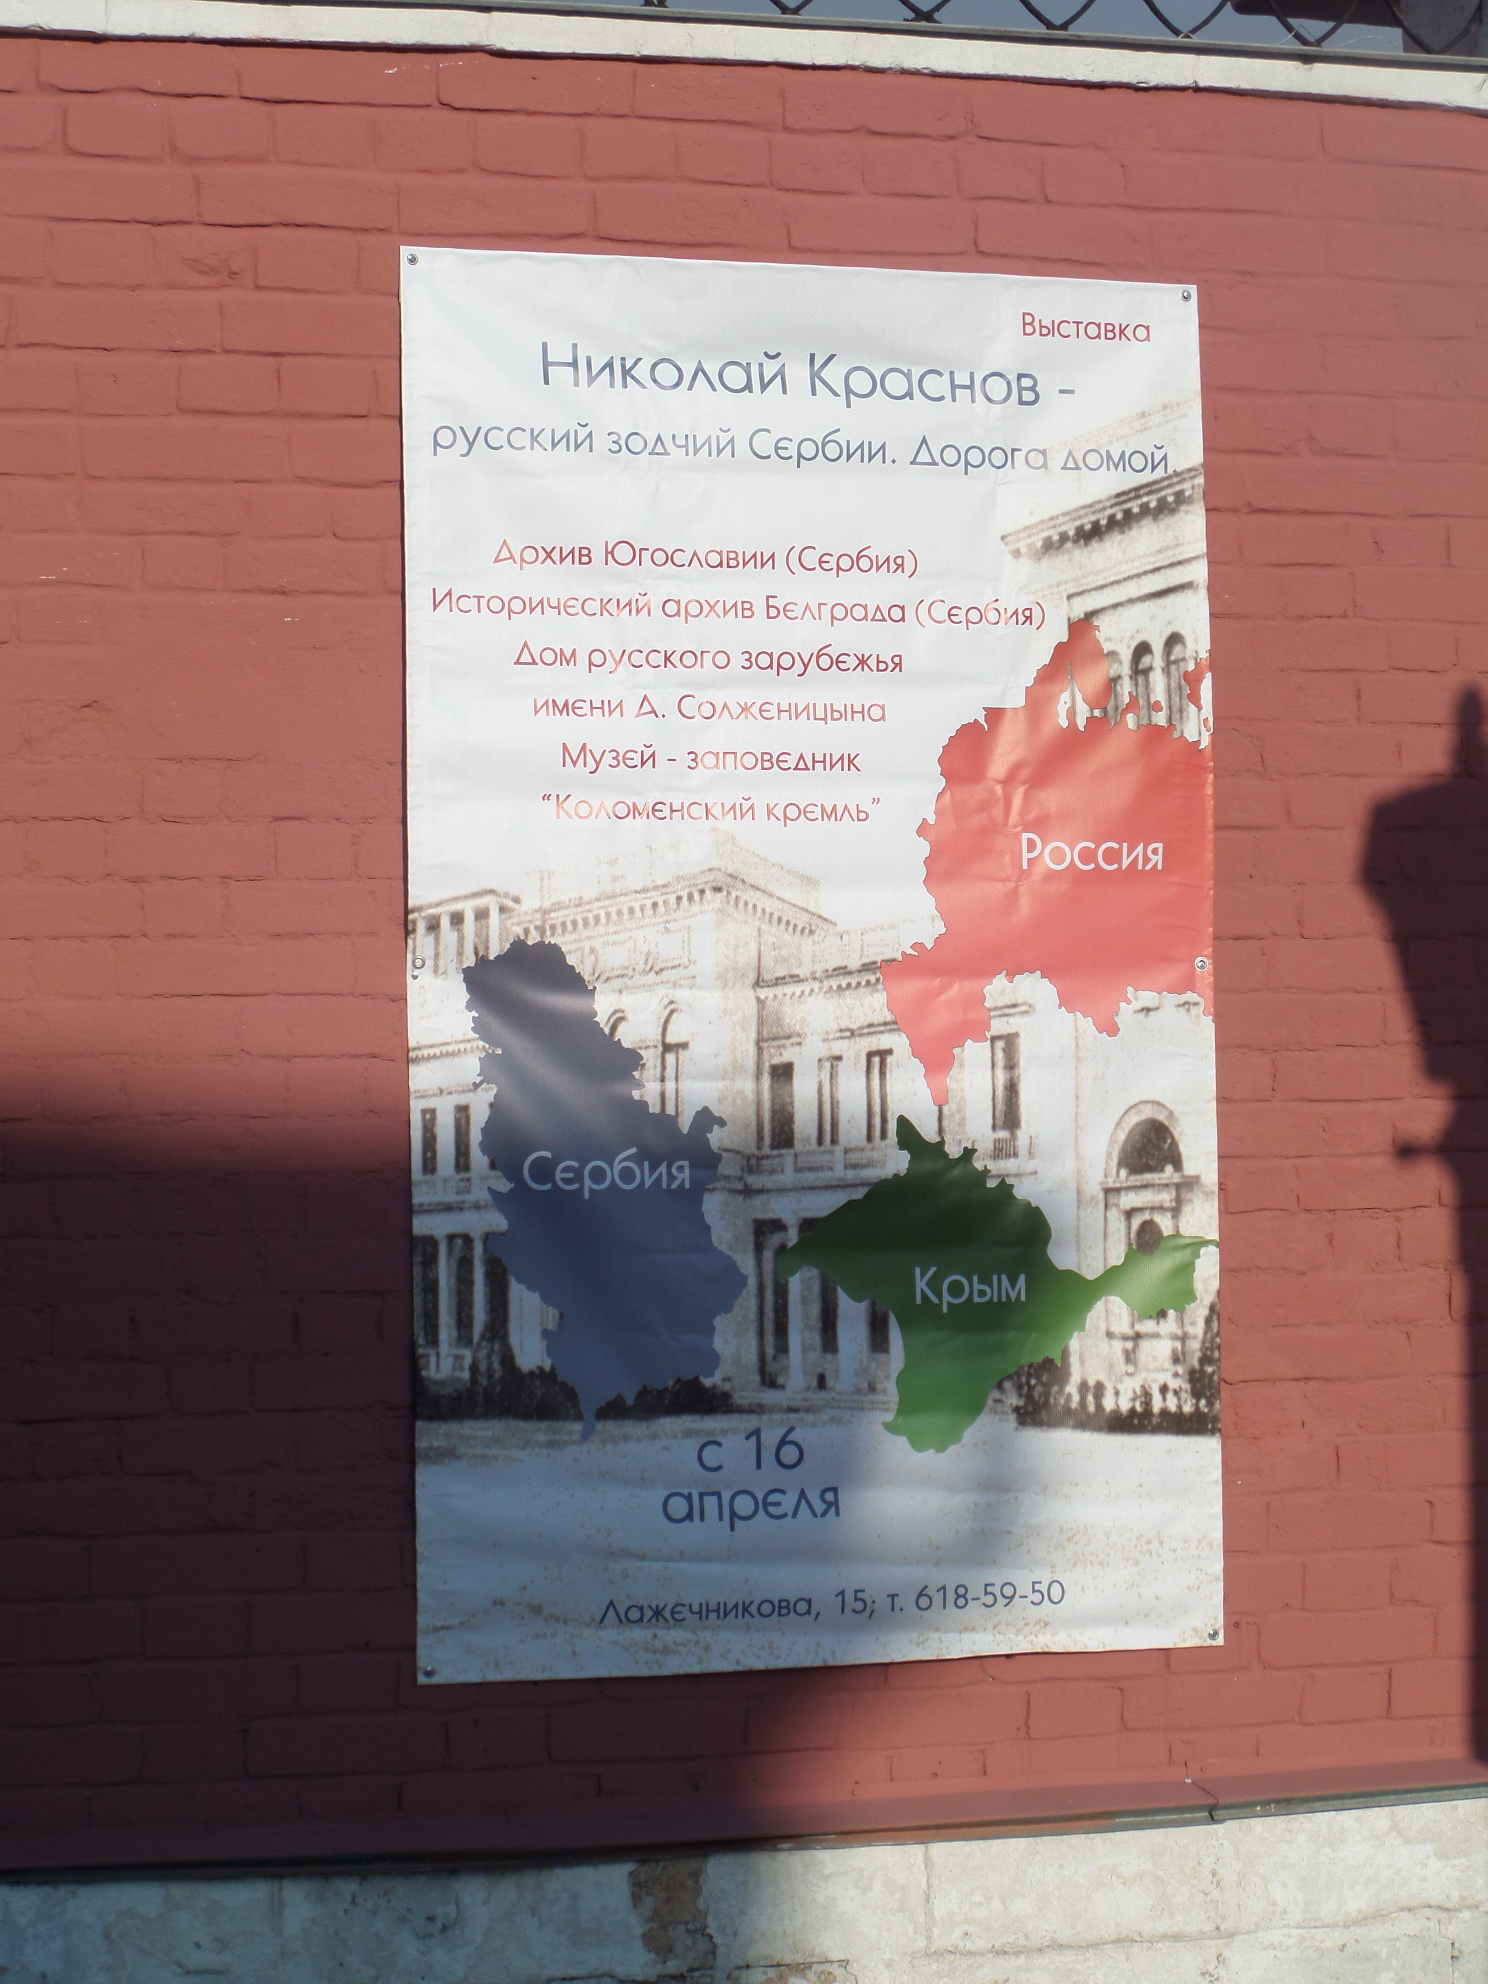 Выставка
Николай Краснов -
русский зодчий Сербии. Дорога домой.
Архив Югославии (Сербия)
Исторический архив Белграда (Сербия)
Дом русского зарубежья
имени А. Солженицына
Музей - заповедник
“Коломенский кремль”
Россия
Сербия
Крым
с 16
апреля
Лажечникова, 15; т. 618-59-50